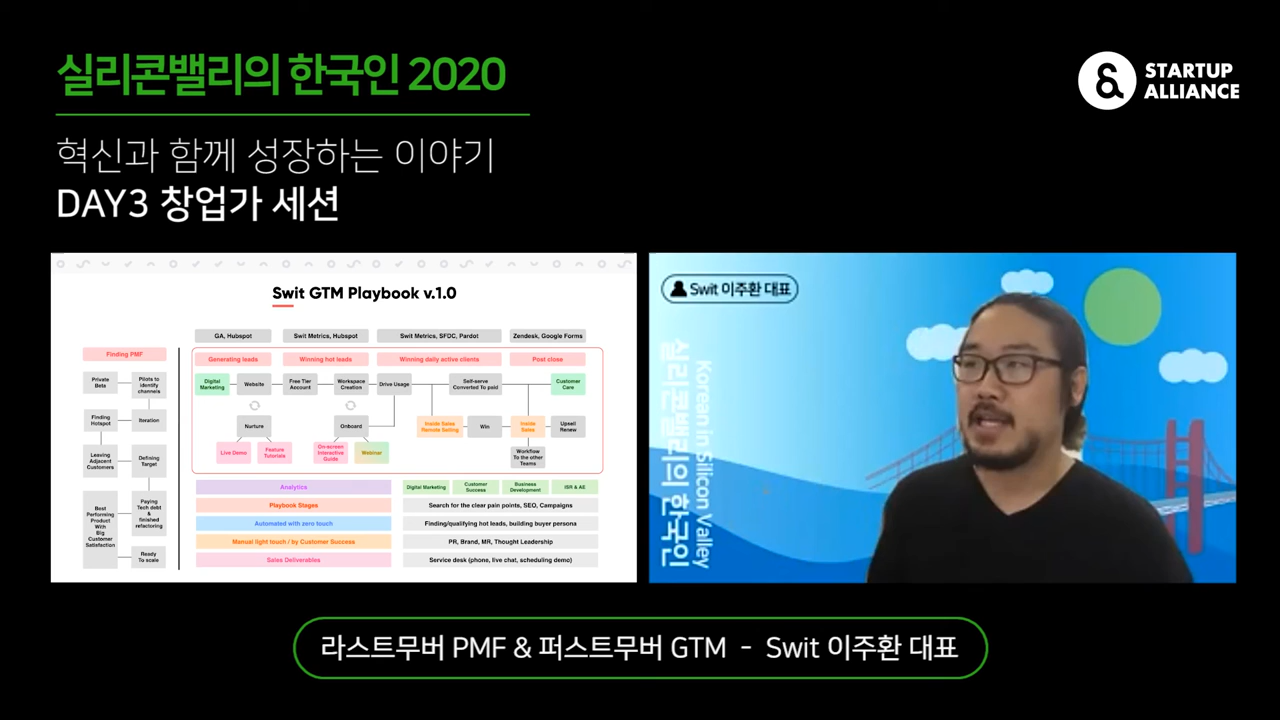 실리콘밸리의 한국인 2020
STARTUP
ALLIANCE
혁신과 함께 성장하는 이야기
DAY3 창업가 세션
Swit GTM Playbook v.1.0
GA, Hubspot
Swit Metrics, Hubspot
Swit Metrics, SFDC, Pardot
Zendesk, Google Forms
Finding PMF
Generating leads
Winning hot leads
Winning daily active clients
Post close
Private
Beta
Pilots to
identify
channels
Digital
Marketing
Website
Free Tier
Account
Workspace
Creation
Drive Usage
Self-serve
Converted To paid
Customer
Care
Finding
Hotspot
Iteration
Nurture
Onboard
Inside Sales
Remote Selling
Win
Inside
Sales
Upsell
Renew
Live Demo
Feature
Tutorials
On-screen
Interactive
Guide
Webinar
Workflow
To the other
Teams
Leaving
Adjacent
Customers
Defining
Target
Best
Performing
Product
With
Big
Customer
Satisfaction
Paying
Tech debt
&
finished
refactoring
Ready
To scale
Analytics
Digital Marketing
Customer
Success
Business
Development
ISR & AE
Playbook Stages
Search for the clear pain points, SEO, Campaigns
Automated with zero touch
Finding/qualifying hot leads, building buyer persona
Manual light touch / by Customer Success
PR, Brand, MR, Thought Leadership
Sales Deliverables
Service desk (phone, live chat, scheduling demo)
Swit 이주환 대표
Korean in Silicon Valley
실리콘밸리의 한국인
라스트무버 PMF & 퍼스트무버 GTM - Swit 이주환 대표